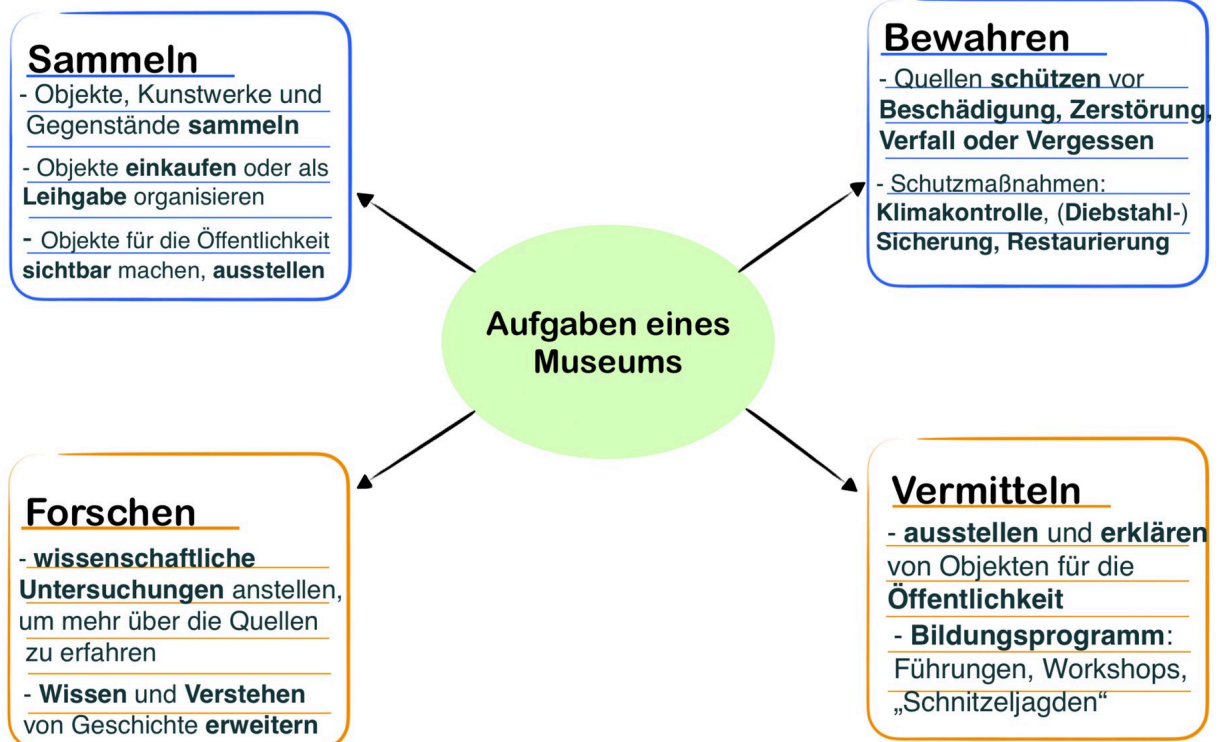 Sammeln
- Objekte, Kunstwerke und
Gegenstände sammeln
- Objekte einkaufen oder als
Leihgabe organisieren
- Objekte für die Öffentlichkeit
sichtbar machen, ausstellen
Bewahren
- Quellen schützen vor
Beschädigung, Zerstörung,
Verfall oder Vergessen
- Schutzmaßnahmen:
Klimakontrolle, (Diebstahl-)
Sicherung, Restaurierung
Aufgaben eines
Museums
Forschen
- wissenschaftliche
Untersuchungen anstellen,
um mehr über die Quellen
zu erfahren
- Wissen und Verstehen
von Geschichte erweitern
Vermitteln
- ausstellen und erklären
von Objekten für die
Öffentlichkeit
- Bildungsprogramm:
Führungen, Workshops,
„Schnitzeljagden“